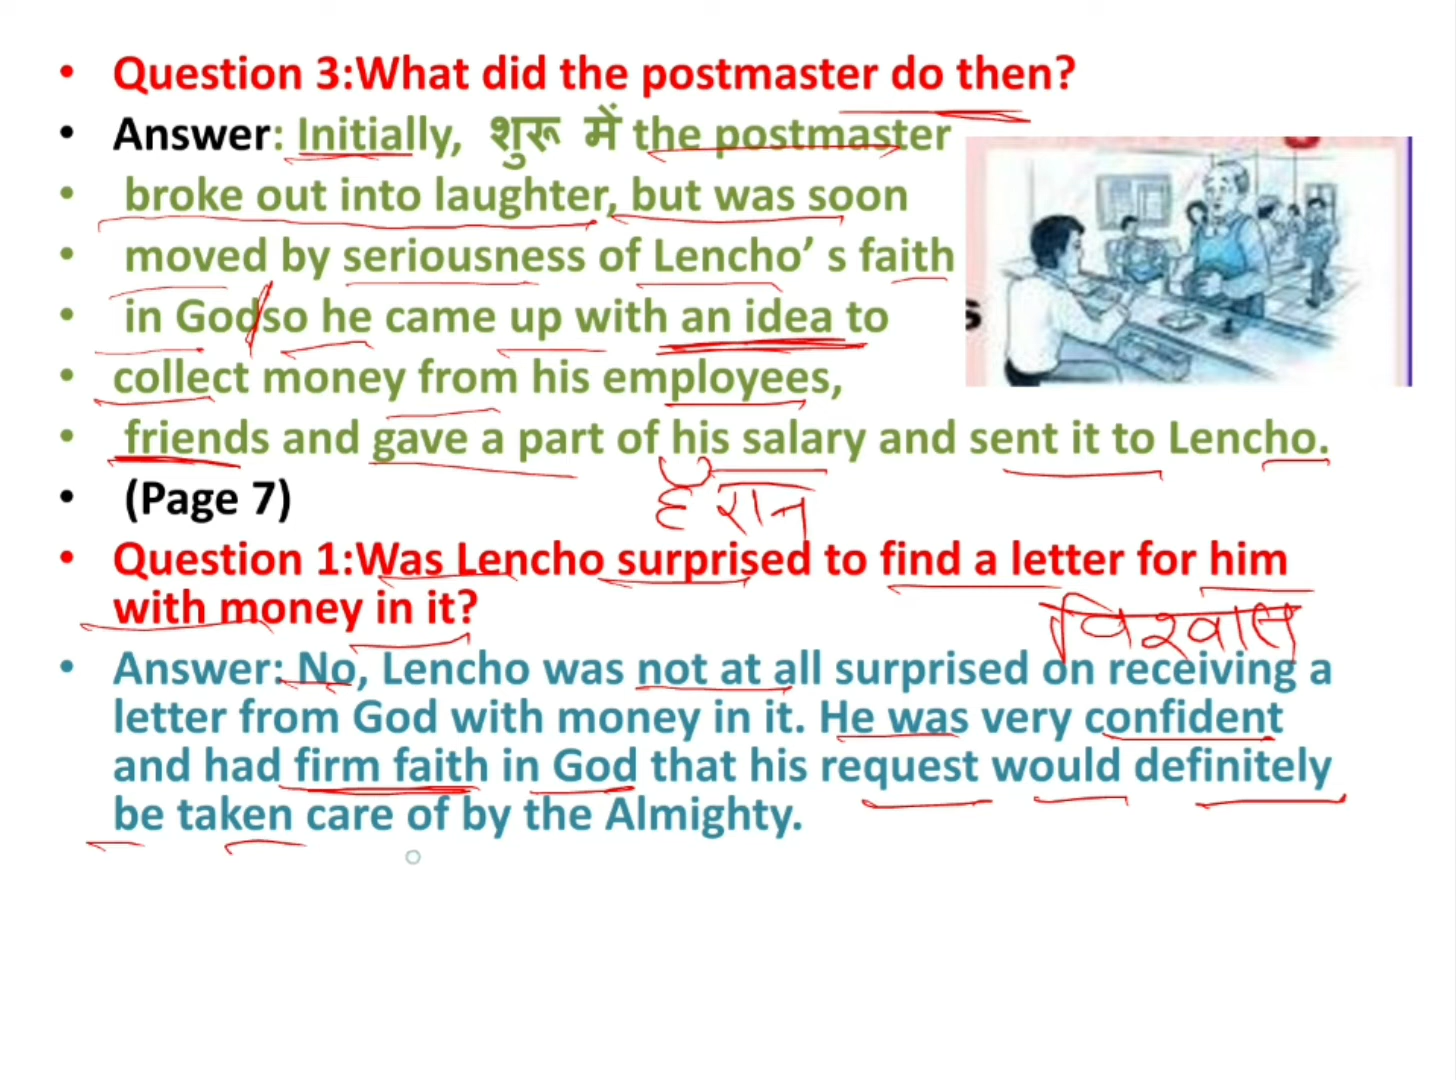 • Question 3:What did the postmaster do then?
• Answer: Initially, शुरू में the postmaster
• broke out into laughter, but was soon
• moved by seriousness of Lencho’ s faith
• in God/so he came up with an idea to
• collect money from his employees,
• friends and gave a part of his salary and sent it to Lencho.
• (Page 7)
हैरान
• Question 1:Was Lencho surprised to find a letter for him
with money in it?
विश्वास
• Answer: No, Lencho was not at all surprised on receiving a
letter from God with money in it. He was very confident
and had firm faith in God that his request would definitely
be taken care of by the Almighty.
s